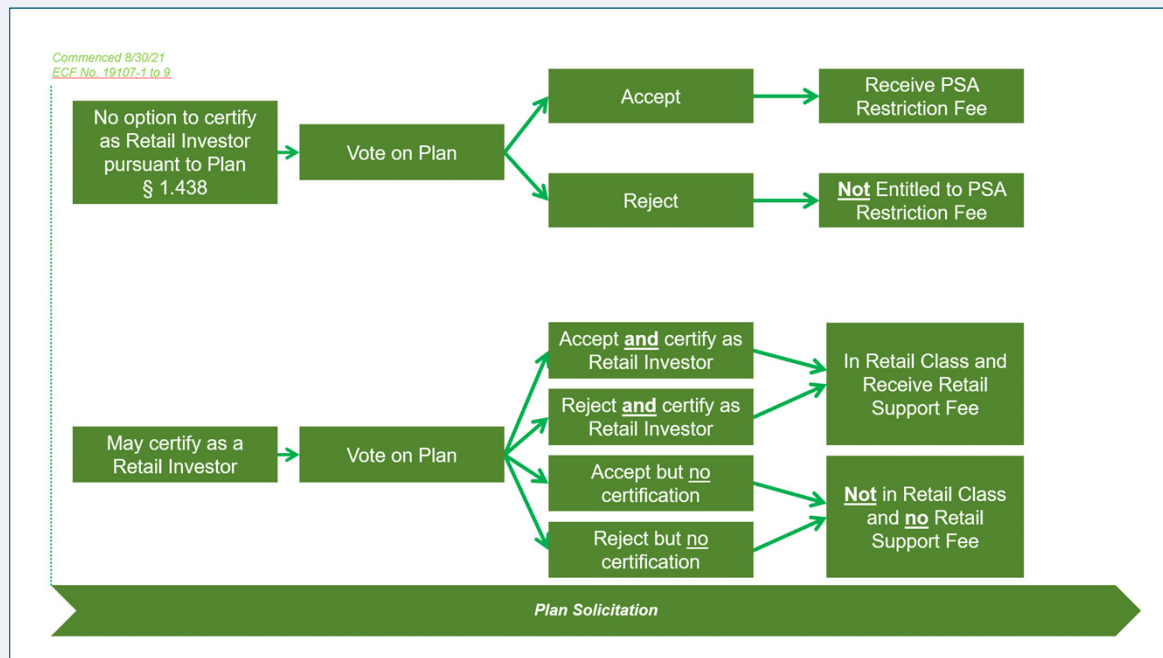 Commenced 8/30/21
ECF No. 19107-1 to 9
No option to certify
as Retail Investor
pursuant to Plan
§ 1.438
Vote on Plan
Accept
Receive PSA
Restriction Fee
Reject
Not Entitled to PSA
Restriction Fee
May certify as a
Retail Investor
Vote on Plan
Accept and certify as
Retail Investor
Reject and certify as
Retail Investor
In Retail Class and
Receive Retail
Support Fee
Accept but no
certification
Reject but no
certification
Not in Retail Class
and no Retail
Support Fee
Plan Solicitation